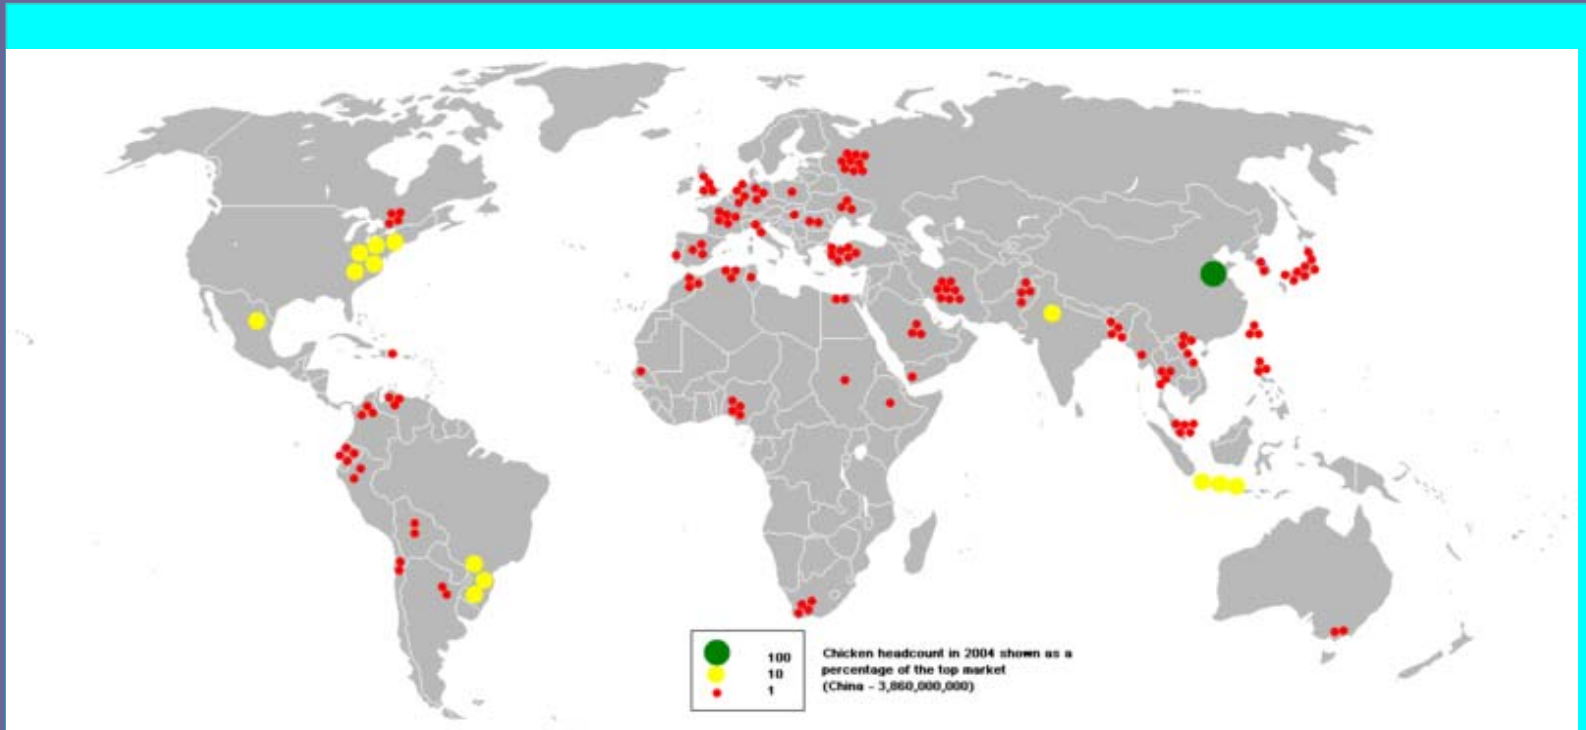 100
10
1
Chicken headcount in 2004 shown as a
percentage of the top market
(China - 3,860,000,000)